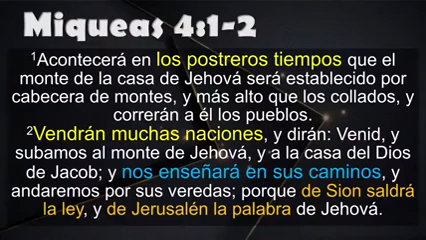 Miqueas 4:1-2
¹Acontecerá en los postreros tiempos que el
monte de la casa de Jehová será establecido por
cabecera de montes, y más alto que los collados, y
correrán a él los pueblos.
²Vendrán muchas naciones, y dirán: Venid, y
subamos al monte de Jehová, y a la casa del Dios
de Jacob; y nos enseñará en sus caminos, y
andaremos por sus veredas; porque de Sion saldrá
la ley, y de Jerusalén la palabra de Jehová.